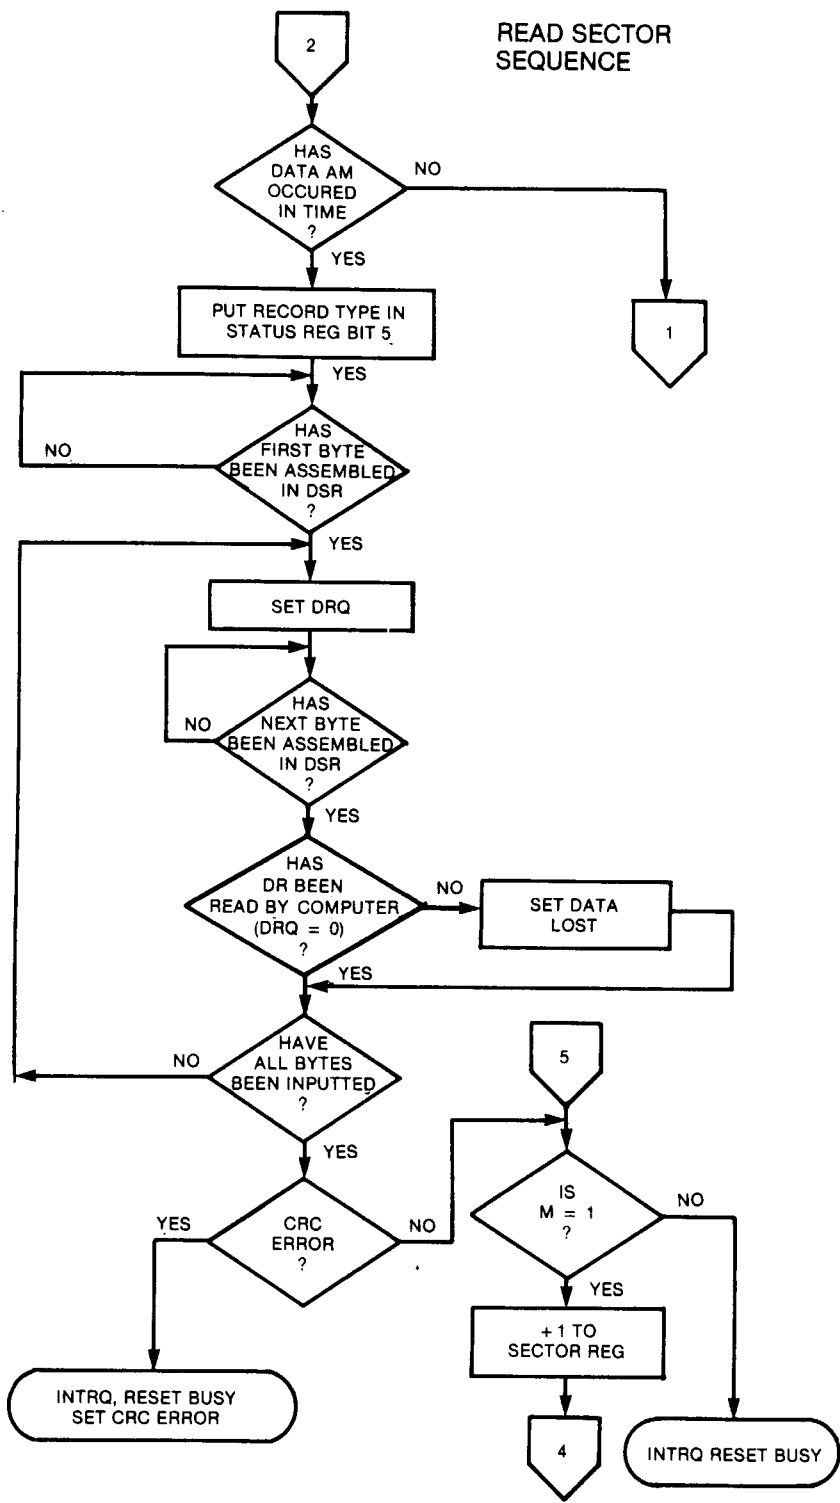 READ SECTOR
SEQUENCE
2
HAS
DATA AM
OCCURED
IN TIME
?
NO
YES
PUT RECORD TYPE IN
STATUS REG BIT 5
1
YES
HAS
FIRST BYTE
BEEN ASSEMBLED
IN DSR
?
NO
YES
SET DRQ
HAS
NEXT BYTE
BEEN ASSEMBLED
IN DSR
?
NO
YES
HAS
DR BEEN
READ BY COMPUTER
(DRQ = 0)
?
NO
SET DATA
LOST
YES
HAVE
ALL BYTES
BEEN INPUTTED
?
NO
5
YES
CRC
ERROR
?
YES
NO
IS
M = 1
?
NO
YES
+ 1 TO
SECTOR REG
INTRQ, RESET BUSY
SET CRC ERROR
4
INTRQ RESET BUSY